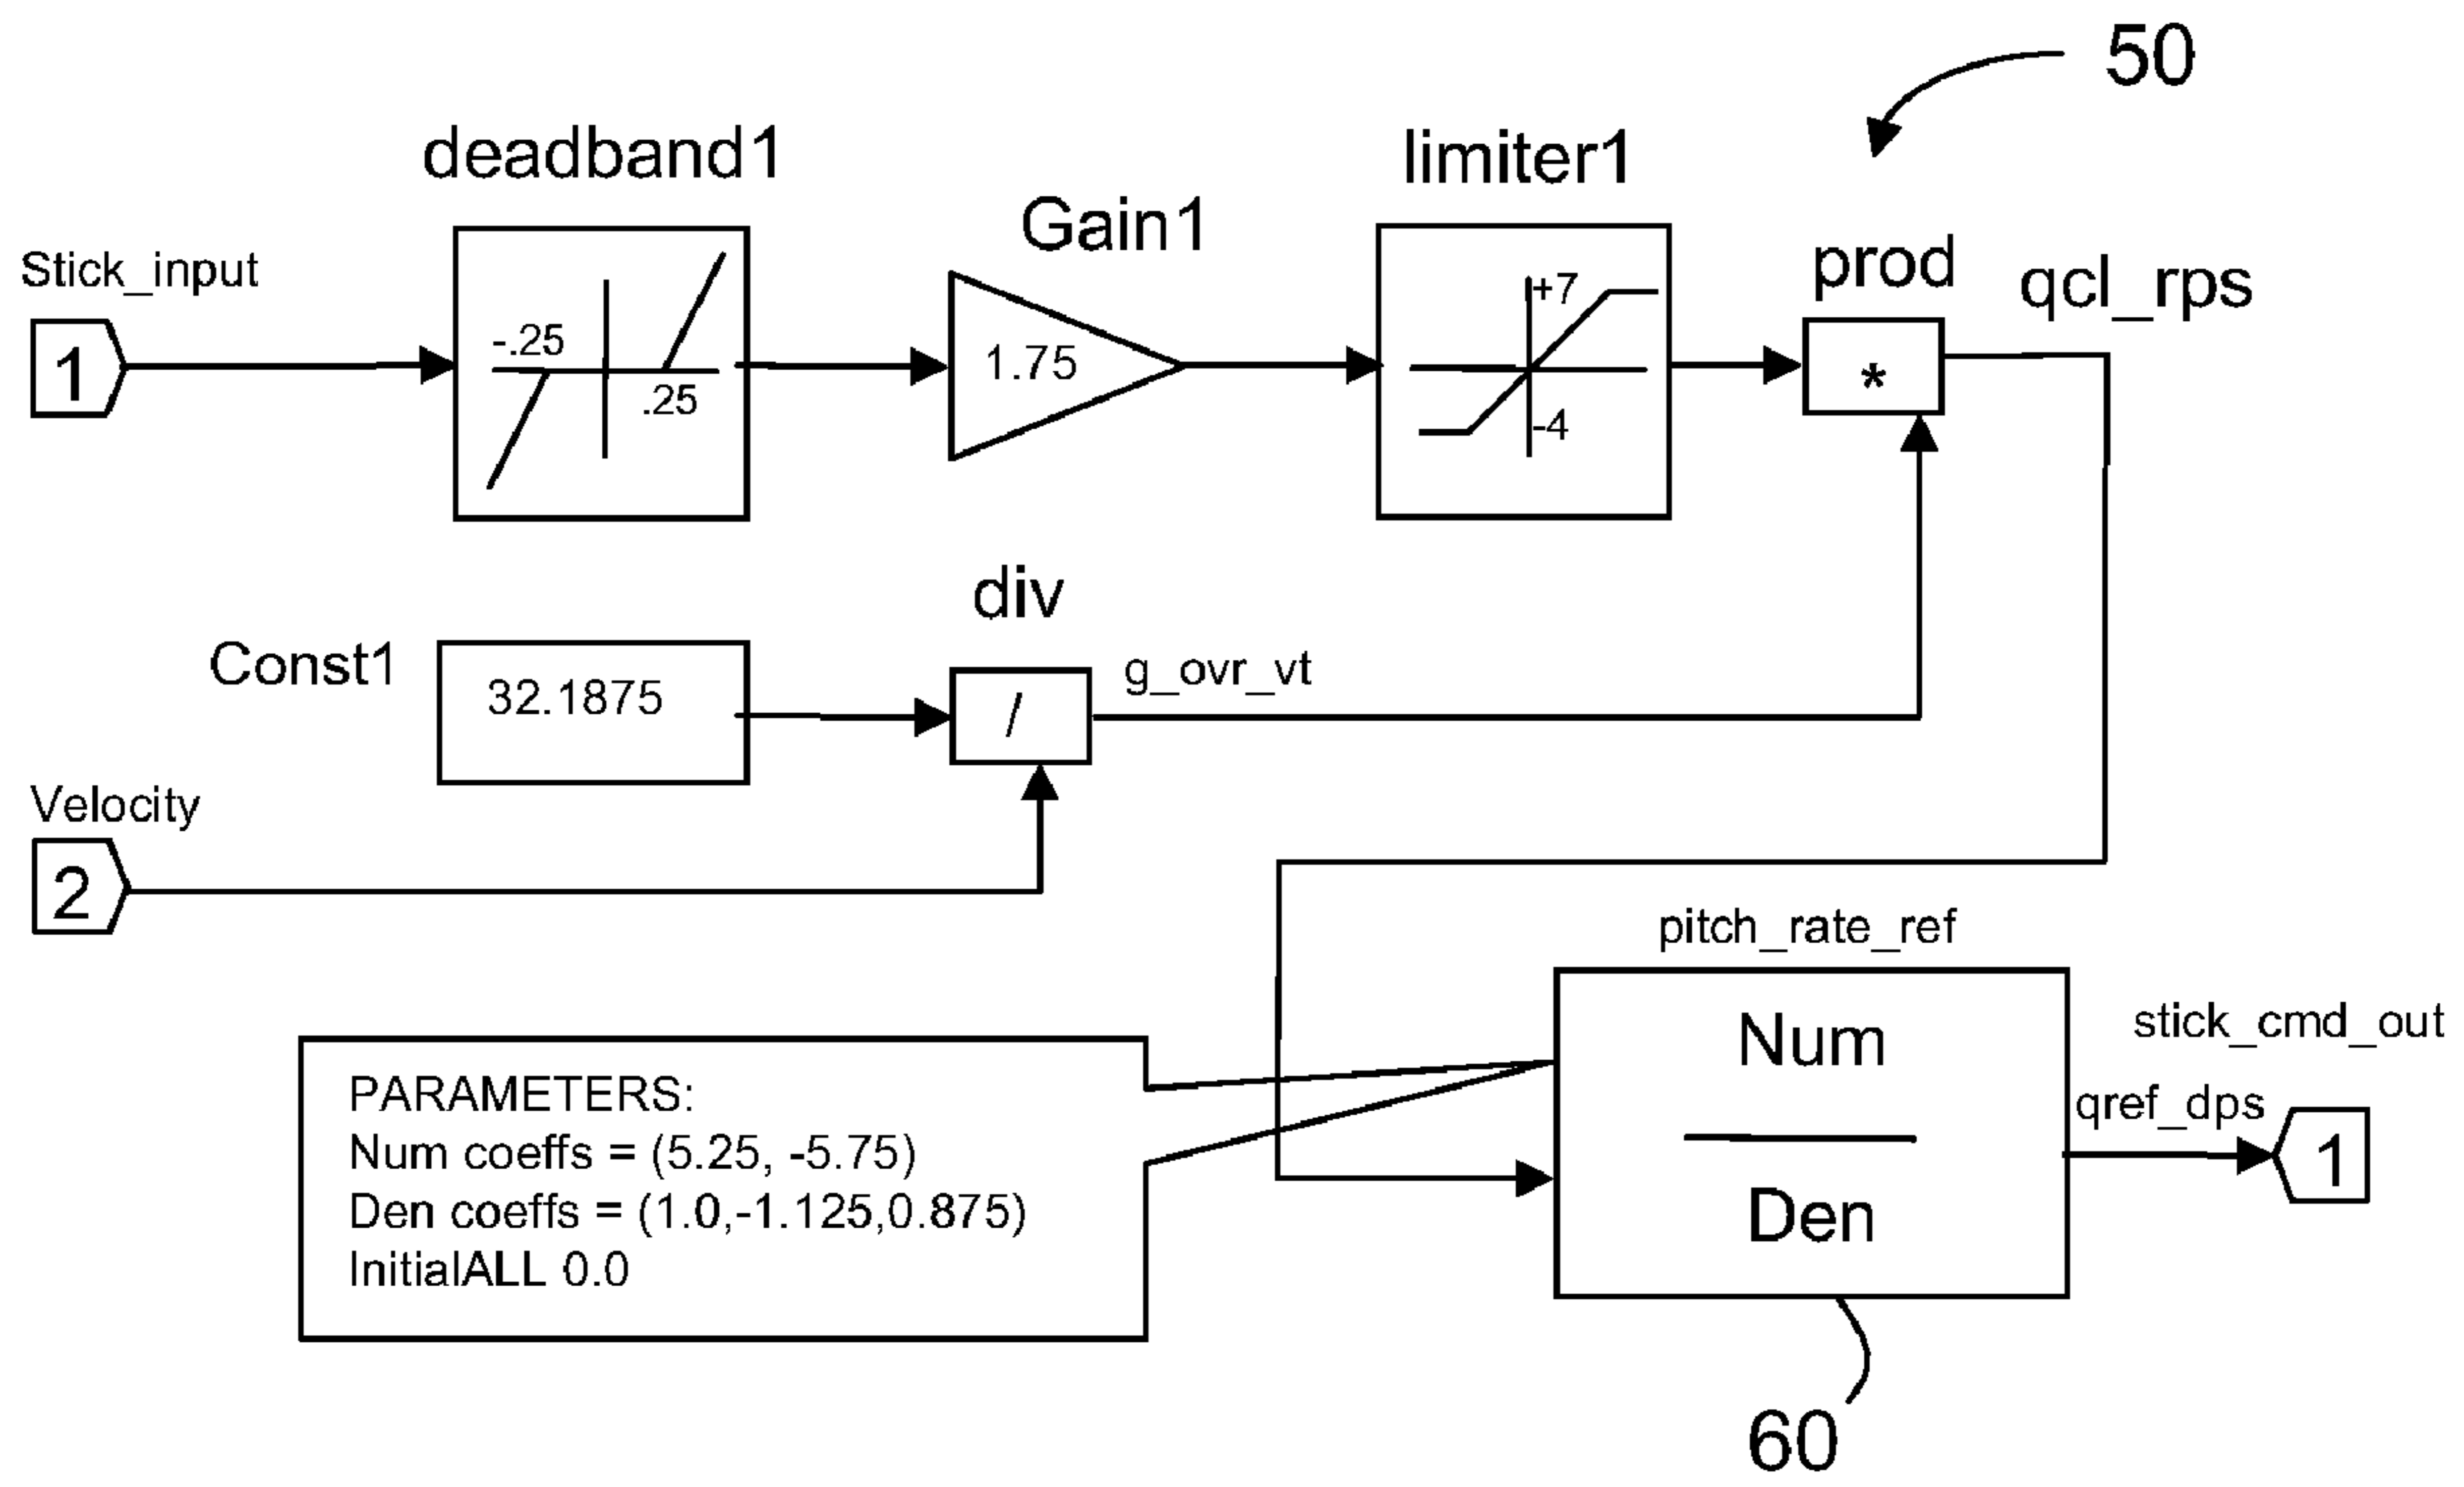 50
deadband1
limiter1
Gain1
prod
qcl_rps
Stick_input
1
-.25
.25
1.75
+7
-4
*
div
Const1
32.1875
/
g_ovr_vt
Velocity
2
pitch_rate_ref
Num
Den
stick_cmd_out
qref_dps
1
PARAMETERS:
Num coeffs = (5.25, -5.75)
Den coeffs = (1.0,-1.125,0.875)
InitialALL 0.0
60